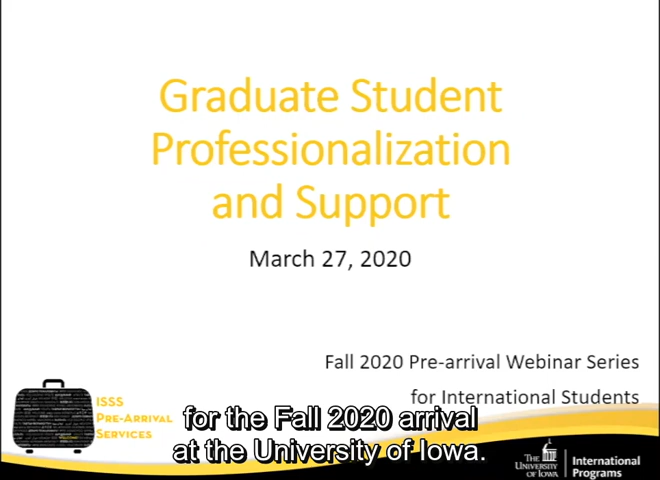 Graduate Student
Professionalization
and Support
March 27, 2020
Fall 2020 Pre-arrival Webinar Series
for International Students
ISSS
Pre-Arrival
Services
for the Fall 2020 arrival
at the University of Iowa.
The
University
of Iowa
International
Programs